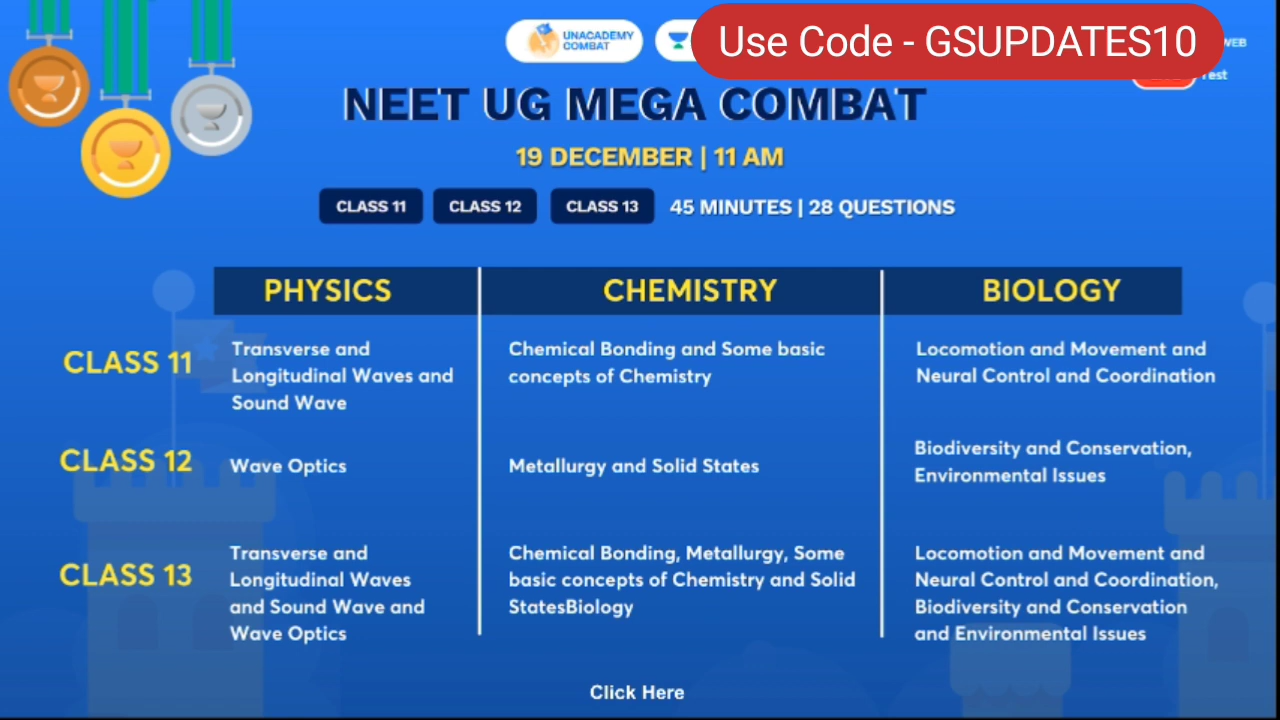 UNACADEMY
COMBAT
Use Code - GSUPDATES10
WEB
Test
NEET UG MEGA COMBAT
19 DECEMBER | 11 AM
CLASS 11 CLASS 12 CLASS 13 45 MINUTES | 28 QUESTIONS
PHYSICS CHEMISTRY BIOLOGY
CLASS 11
Transverse and
Longitudinal Waves and
Sound Wave
Chemical Bonding and Some basic
concepts of Chemistry
Locomotion and Movement and
Neural Control and Coordination
CLASS 12
Wave Optics
Metallurgy and Solid States
Biodiversity and Conservation,
Environmental Issues
CLASS 13
Transverse and
Longitudinal Waves
and Sound Wave and
Wave Optics
Chemical Bonding, Metallurgy, Some
basic concepts of Chemistry and Solid
StatesBiology
Locomotion and Movement and
Neural Control and Coordination,
Biodiversity and Conservation
and Environmental Issues
Click Here